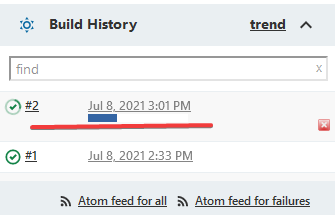 Build History trend
find x
#2 Jul 8, 2021 3:01 PM
#1 Jul 8, 2021 2:33 PM
Atom feed for all Atom feed for failures